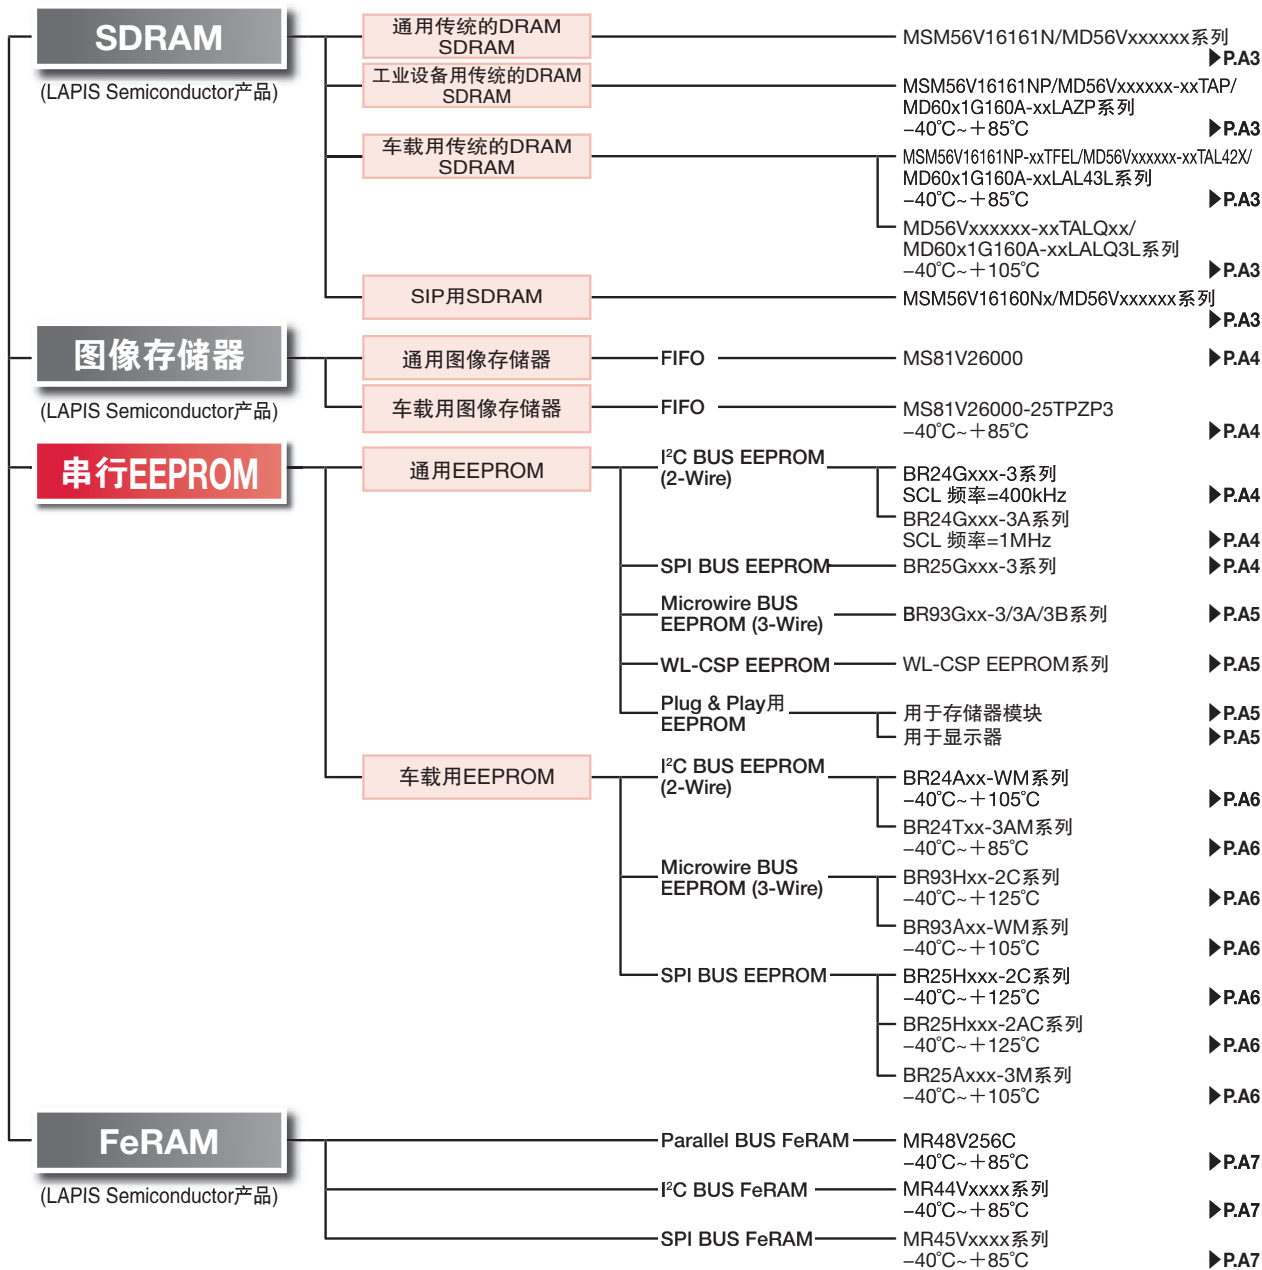 SDRAM
(LAPIS Semiconductor产品)
通用传统的DRAM
SDRAM
MSM56V16161N/MD56Vxxxxxx系列
▶P.A3
工业设备用传统的DRAM
SDRAM
MSM56V16161NP/MD56Vxxxxxx-xxTAP/
MD60x1G160A-xxLAZP系列
–40˚C~＋85˚C ▶P.A3
车载用传统的DRAM
SDRAM
MSM56V16161NP-xxTFEL/MD56Vxxxxxx-xxTAL42X/
MD60x1G160A-xxLAL43L系列
–40˚C~＋85˚C ▶P.A3
MD56Vxxxxxx-xxTALQxx/
MD60x1G160A-xxLALQ3L系列
–40˚C~＋105˚C ▶P.A3
SIP用SDRAM
MSM56V16160Nx/MD56Vxxxxxx系列
▶P.A3
图像存储器
(LAPIS Semiconductor产品)
通用图像存储器 FIFO MS81V26000 ▶P.A4
车载用图像存储器 FIFO MS81V26000-25TPZP3
–40˚C~＋85˚C ▶P.A4
串行EEPROM
通用EEPROM
I²C BUS EEPROM
(2-Wire)
BR24Gxxx-3系列
SCL 频率=400kHz ▶P.A4
BR24Gxxx-3A系列
SCL 频率=1MHz ▶P.A4
SPI BUS EEPROM BR25Gxxx-3系列 ▶P.A4
Microwire BUS
EEPROM (3-Wire)
BR93Gxx-3/3A/3B系列 ▶P.A5
WL-CSP EEPROM WL-CSP EEPROM系列 ▶P.A5
Plug & Play用
EEPROM
用于存储器模块 ▶P.A5
用于显示器 ▶P.A5
车载用EEPROM
I²C BUS EEPROM
(2-Wire)
BR24Axx-WM系列
–40˚C~＋105˚C ▶P.A6
BR24Txx-3AM系列
–40˚C~＋85˚C ▶P.A6
Microwire BUS
EEPROM (3-Wire)
BR93Hxx-2C系列
–40˚C~＋125˚C ▶P.A6
BR93Axx-WM系列
–40˚C~＋105˚C ▶P.A6
SPI BUS EEPROM
BR25Hxxx-2C系列
–40˚C~＋125˚C ▶P.A6
BR25Hxxx-2AC系列
–40˚C~＋125˚C ▶P.A6
BR25Axxx-3M系列
–40˚C~＋105˚C ▶P.A6
FeRAM
(LAPIS Semiconductor产品)
Parallel BUS FeRAM MR48V256C
–40˚C~＋85˚C ▶P.A7
I²C BUS FeRAM MR44Vxxxx系列
–40˚C~＋85˚C ▶P.A7
SPI BUS FeRAM MR45Vxxxx系列
–40˚C~＋85˚C ▶P.A7